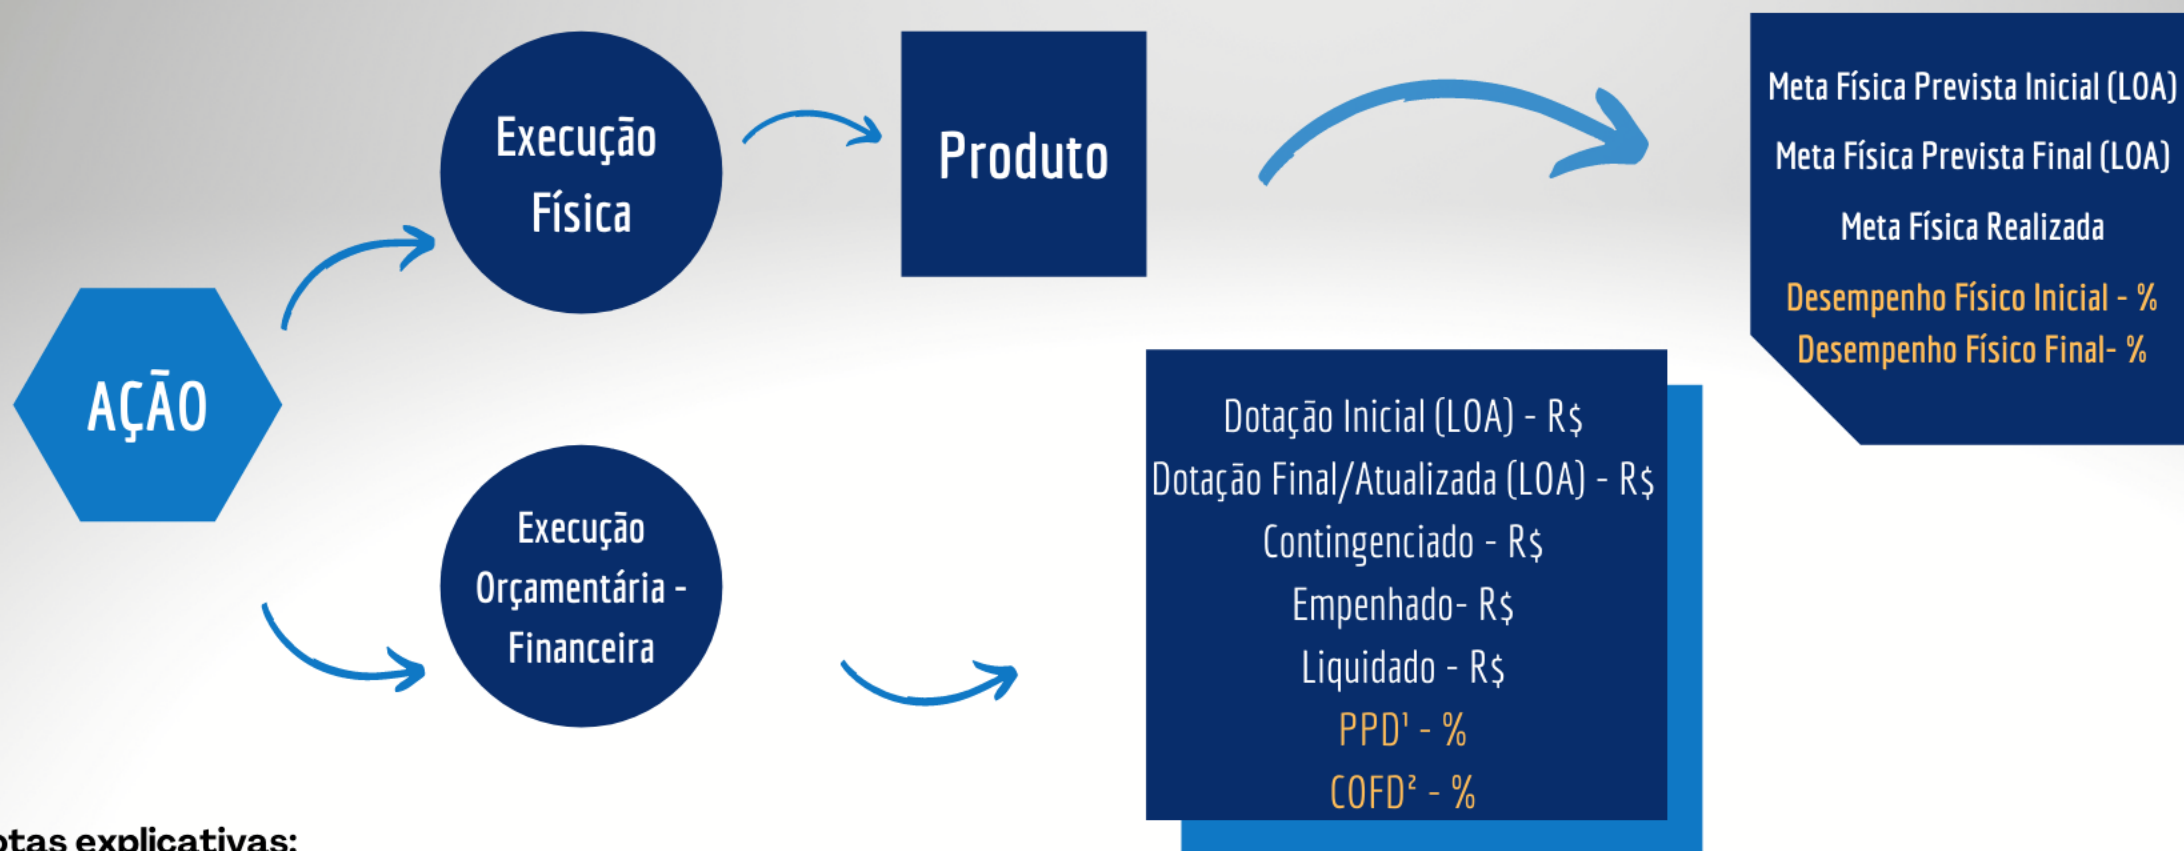 AÇÃO
Execução
Física
Produto
Meta Física Prevista Inicial (LOA)
Meta Física Prevista Final (LOA)
Meta Física Realizada
Desempenho Físico Inicial - %
Desempenho Físico Final- %
Execução
Orçamentária -
Financeira
Dotação Inicial (LOA) - R$
Dotação Final/Atualizada (LOA) - R$
Contingenciado - R$
Empenhado- R$
Liquidado - R$
PPD¹ - %
COFD² - %
otas explicativas: